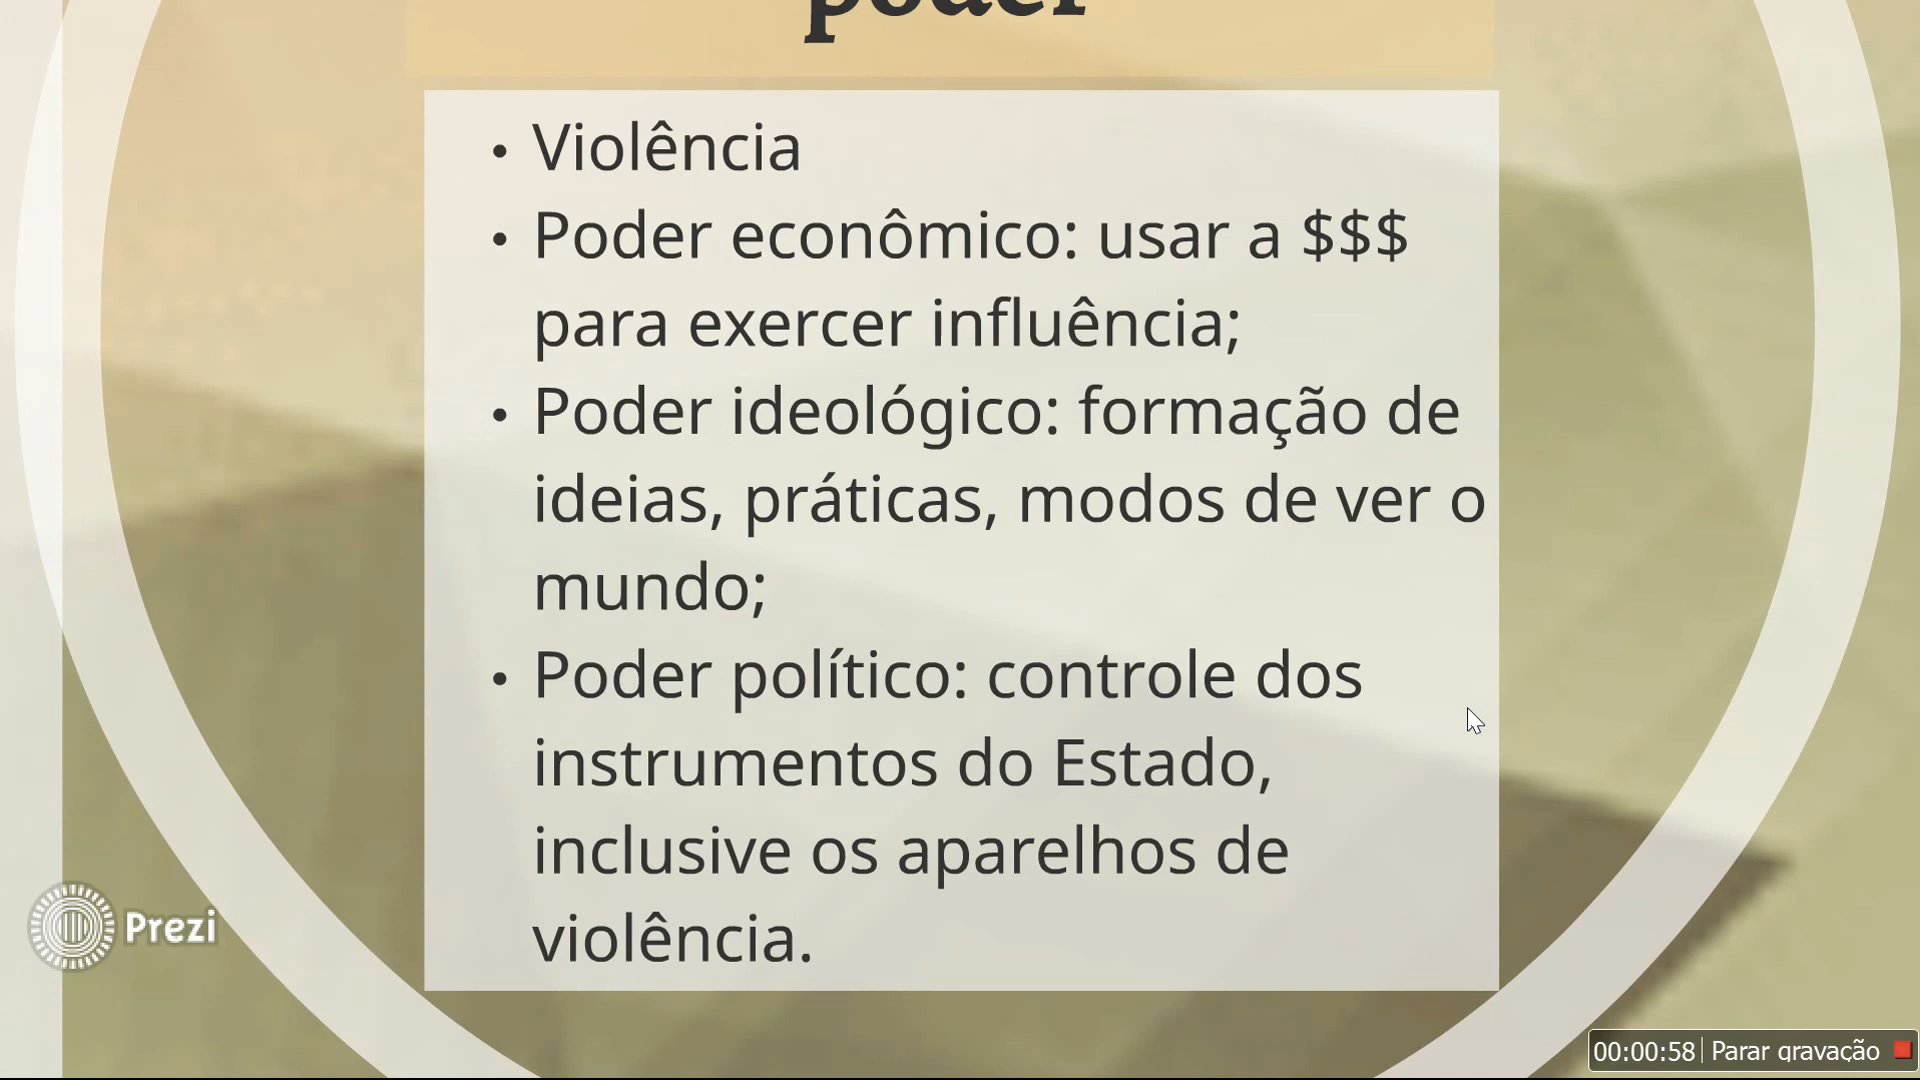 poder
• Violência
• Poder econômico: usar a $$$
para exercer influência;
• Poder ideológico: formação de
ideias, práticas, modos de ver o
mundo;
• Poder político: controle dos
instrumentos do Estado,
inclusive os aparelhos de
violência.
Prezi
00:00:58 Parar gravação